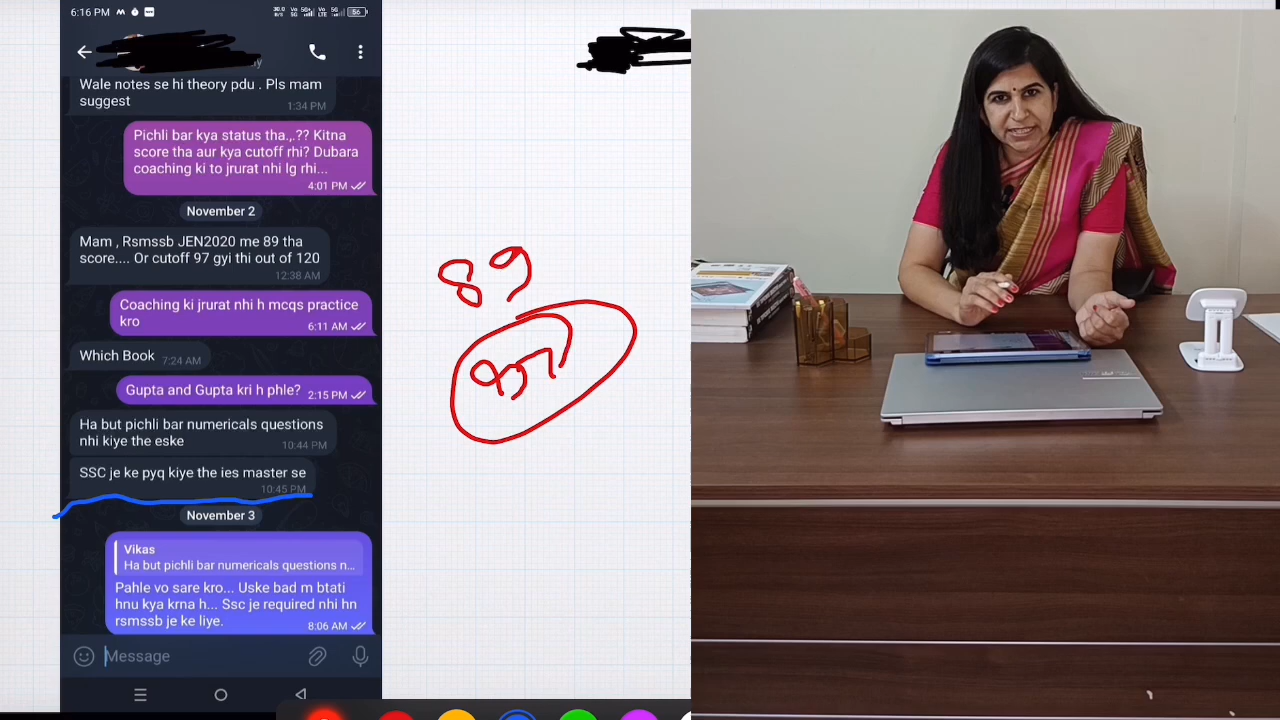 6:16 PM
56
Wale notes se hi theory pdu . Pls mam
suggest
1:34 PM
Pichli bar kya status tha.,.?? Kitna
score tha aur kya cutoff rhi? Dubara
coaching ki to jrurat nhi lg rhi...
4:01 PM
November 2
Mam , Rsmssb JEN2020 me 89 tha
score.... Or cutoff 97 gyi thi out of 120
12:38 AM
Coaching ki jrurat nhi h mcqs practice
kro
6:11 AM
Which Book 7:24 AM
Gupta and Gupta kri h phle? 2:15 PM
Ha but pichli bar numericals questions
nhi kiye the eske
10:44 PM
SSC je ke pyq kiye the ies master se
10:45 PM
November 3
Vikas
Ha but pichli bar numericals questions n...
Pahle vo sare kro... Uske bad m btati
hnu kya krna h... Ssc je required nhi hn
rsmssb je ke liye.
8:06 AM
Message
89
97